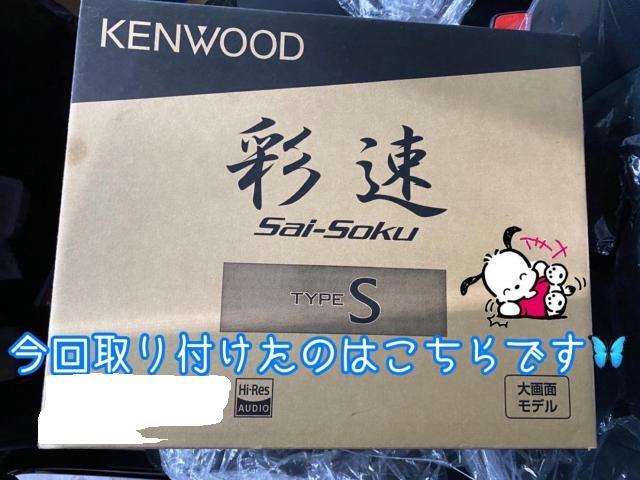 KENWOOD
彩速
Sai-Soku
TYPE S
今回取り付けたのはこちらです
Hi-Res
AUDIO
大画面
モデル